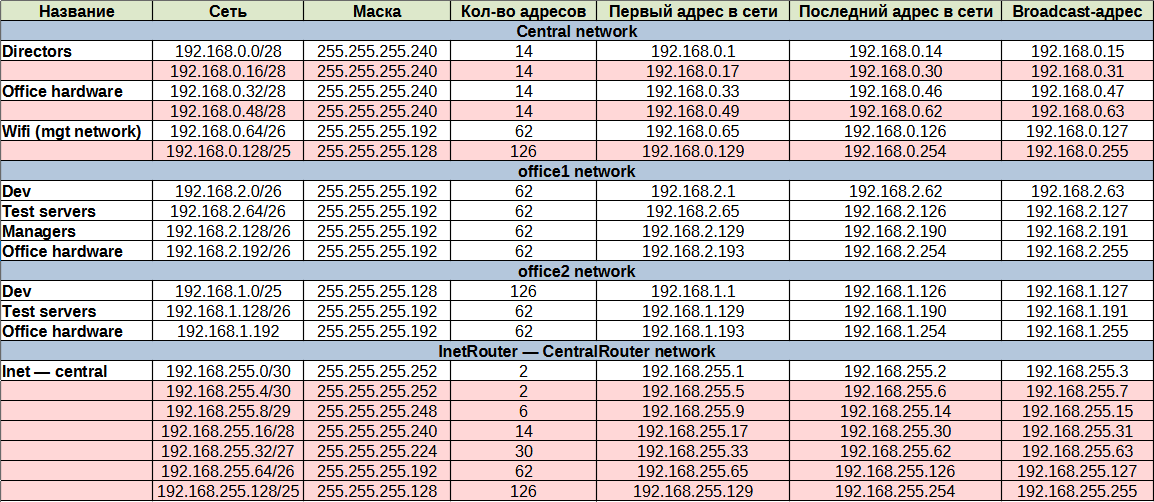 Название Сеть Маска Кол-во адресов Первый адрес в сети Последний адрес в сети Broadcast-адрес
Central network
Directors 192.168.0.0/28 255.255.255.240 14 192.168.0.1 192.168.0.14 192.168.0.15
192.168.0.16/28 255.255.255.240 14 192.168.0.17 192.168.0.30 192.168.0.31
Office hardware 192.168.0.32/28 255.255.255.240 14 192.168.0.33 192.168.0.46 192.168.0.47
192.168.0.48/28 255.255.255.240 14 192.168.0.49 192.168.0.62 192.168.0.63
Wifi (mgt network) 192.168.0.64/26 255.255.255.192 62 192.168.0.65 192.168.0.126 192.168.0.127
192.168.0.128/25 255.255.255.128 126 192.168.0.129 192.168.0.254 192.168.0.255
office1 network
Dev 192.168.2.0/26 255.255.255.192 62 192.168.2.1 192.168.2.62 192.168.2.63
Test servers 192.168.2.64/26 255.255.255.192 62 192.168.2.65 192.168.2.126 192.168.2.127
Managers 192.168.2.128/26 255.255.255.192 62 192.168.2.129 192.168.2.190 192.168.2.191
Office hardware 192.168.2.192/26 255.255.255.192 62 192.168.2.193 192.168.2.254 192.168.2.255
office2 network
Dev 192.168.1.0/25 255.255.255.128 126 192.168.1.1 192.168.1.126 192.168.1.127
Test servers 192.168.1.128/26 255.255.255.192 62 192.168.1.129 192.168.1.190 192.168.1.191
Office hardware 192.168.1.192 255.255.255.192 62 192.168.1.193 192.168.1.254 192.168.1.255
InetRouter — CentralRouter network
Inet — central 192.168.255.0/30 255.255.255.252 2 192.168.255.1 192.168.255.2 192.168.255.3
192.168.255.4/30 255.255.255.252 2 192.168.255.5 192.168.255.6 192.168.255.7
192.168.255.8/29 255.255.255.248 6 192.168.255.9 192.168.255.14 192.168.255.15
192.168.255.16/28 255.255.255.240 14 192.168.255.17 192.168.255.30 192.168.255.31
192.168.255.32/27 255.255.255.224 30 192.168.255.33 192.168.255.62 192.168.255.63
192.168.255.64/26 255.255.255.192 62 192.168.255.65 192.168.255.126 192.168.255.127
192.168.255.128/25 255.255.255.128 126 192.168.255.129 192.168.255.254 192.168.255.255